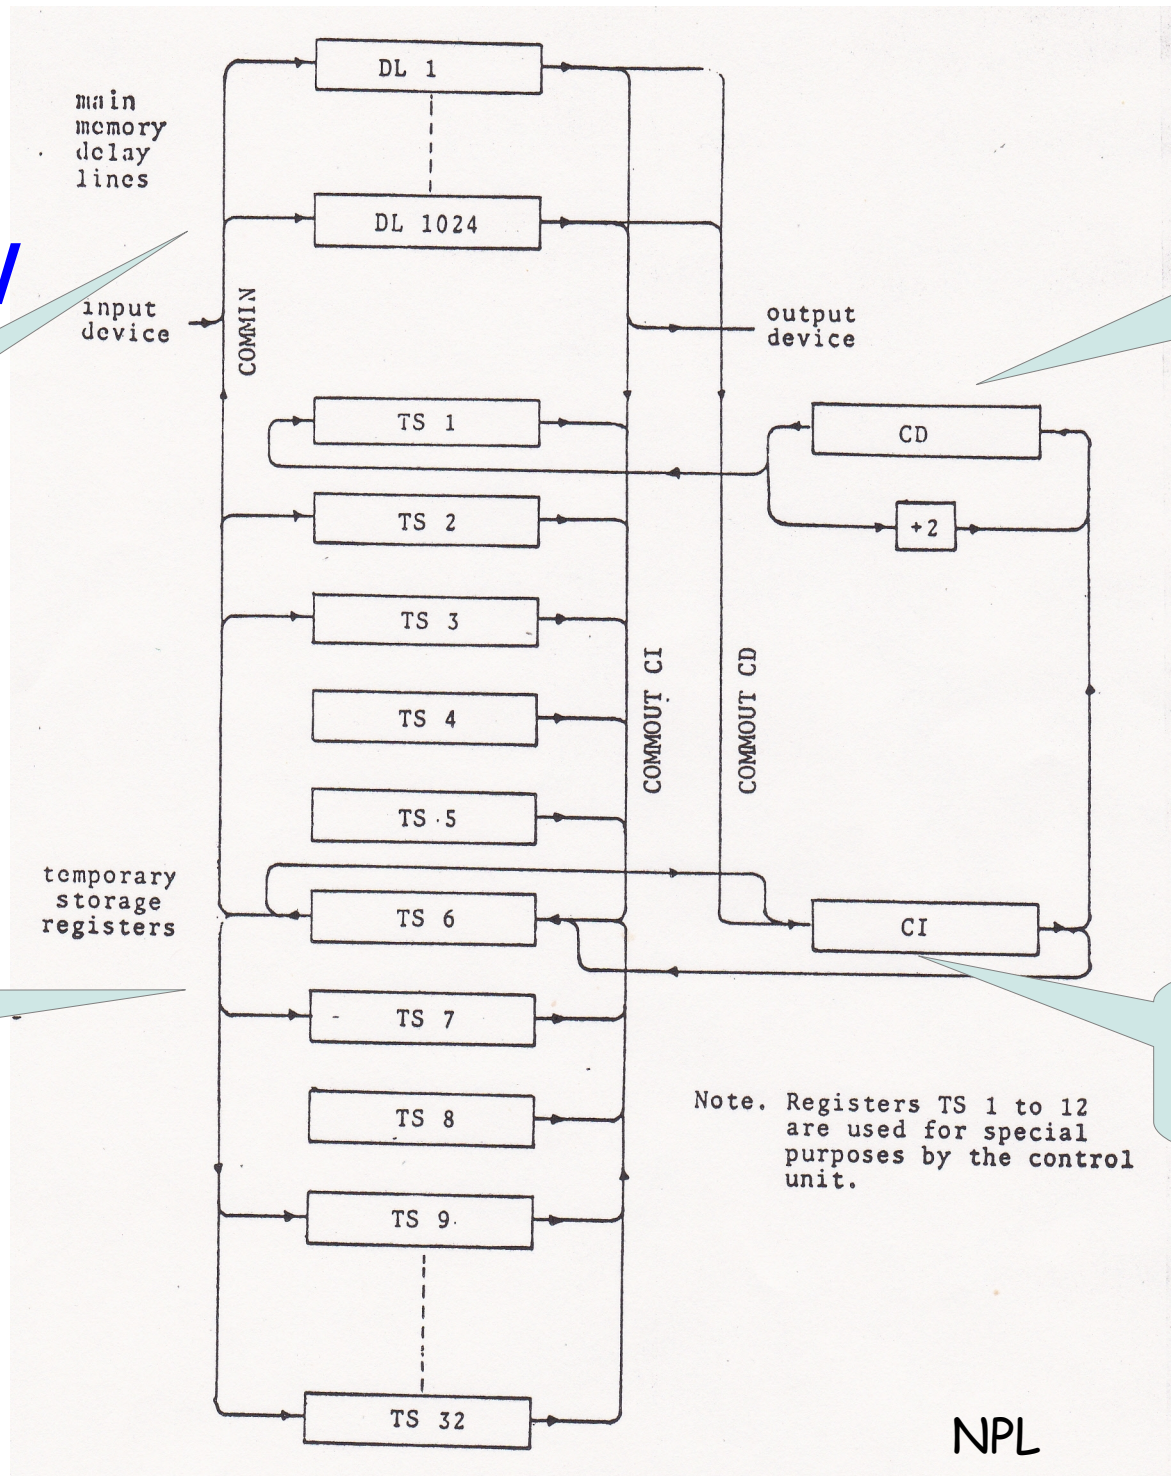 DL 1
main
memory
delay
lines
DL 1024
input
device
COMMIN
output
device
TS 1
CD
TS 2
+2
TS 3
COMMOUT CI
COMMOUT CD
TS 4
TS 5
temporary
storage
registers
TS 6
CI
TS 7
Note. Registers TS 1 to 12
are used for special
purposes by the control
unit.
TS 8
TS 9
TS 32
NPL